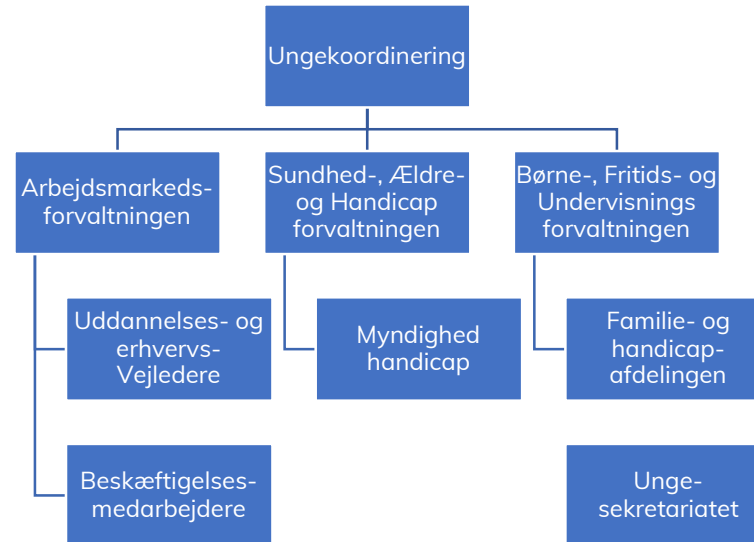 Ungekoordinering
Arbejdsmarkeds-
forvaltningen
Sundhed-, Ældre-
og Handicap
forvaltningen
Børne-, Fritids- og
Undervisnings
forvaltningen
Uddannelses- og
erhvervs-
Vejledere
Myndighed
handicap
Familie- og
handicap-
afdelingen
Beskæftigelses-
medarbejdere
Unge-
sekretariatet